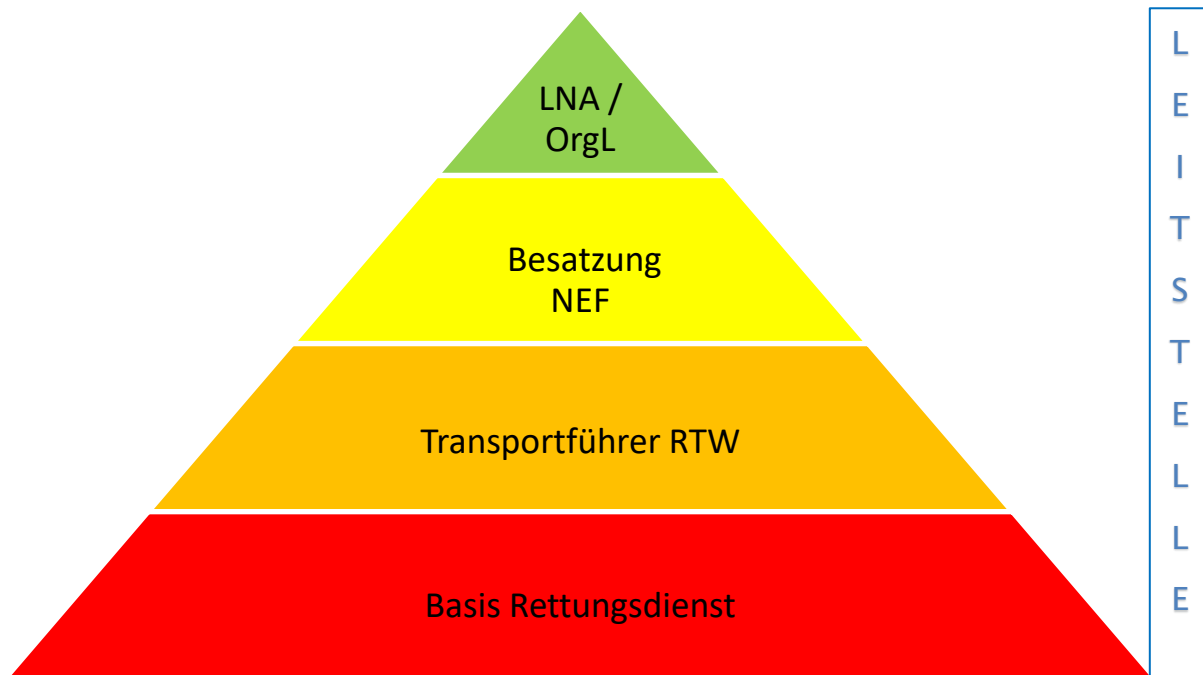 LNA /
OrgL
Besatzung
NEF
Transportführer RTW
Basis Rettungsdienst
L
E
I
T
S
T
E
L
L
E